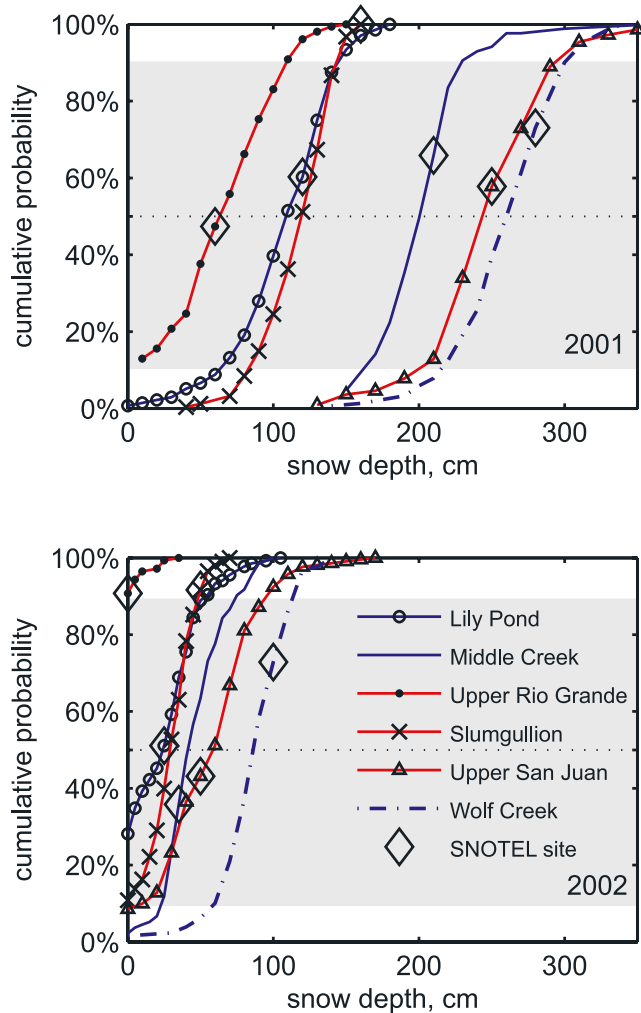 100%
80%
60%
40%
20%
0%
cumulative probability
2001
0 100 200 300
snow depth, cm
100%
80%
60%
40%
20%
0%
cumulative probability
Lily Pond
Middle Creek
Upper Rio Grande
Slumgullion
Upper San Juan
Wolf Creek
SNOTEL site
2002
0 100 200 300
snow depth, cm